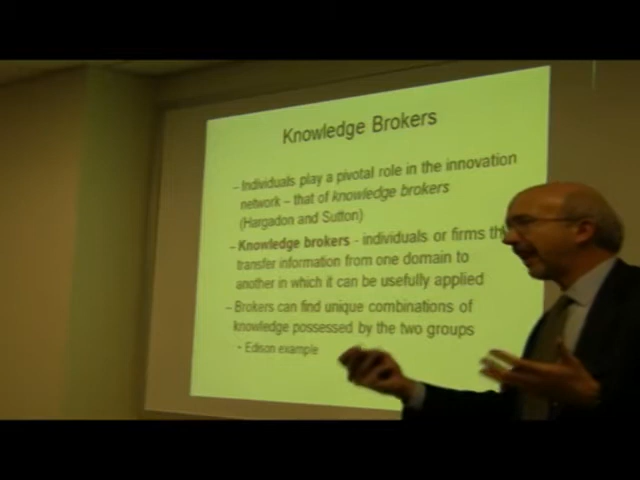 Knowledge Brokers
– Individuals play a pivotal role in the innovation
network – that of knowledge brokers
(Hargadon and Sutton)
– Knowledge brokers - individuals or firms th
transfer information from one domain to
another in which it can be usefully applied
– Brokers can find unique combinations of
knowledge possessed by the two groups
- Edison example